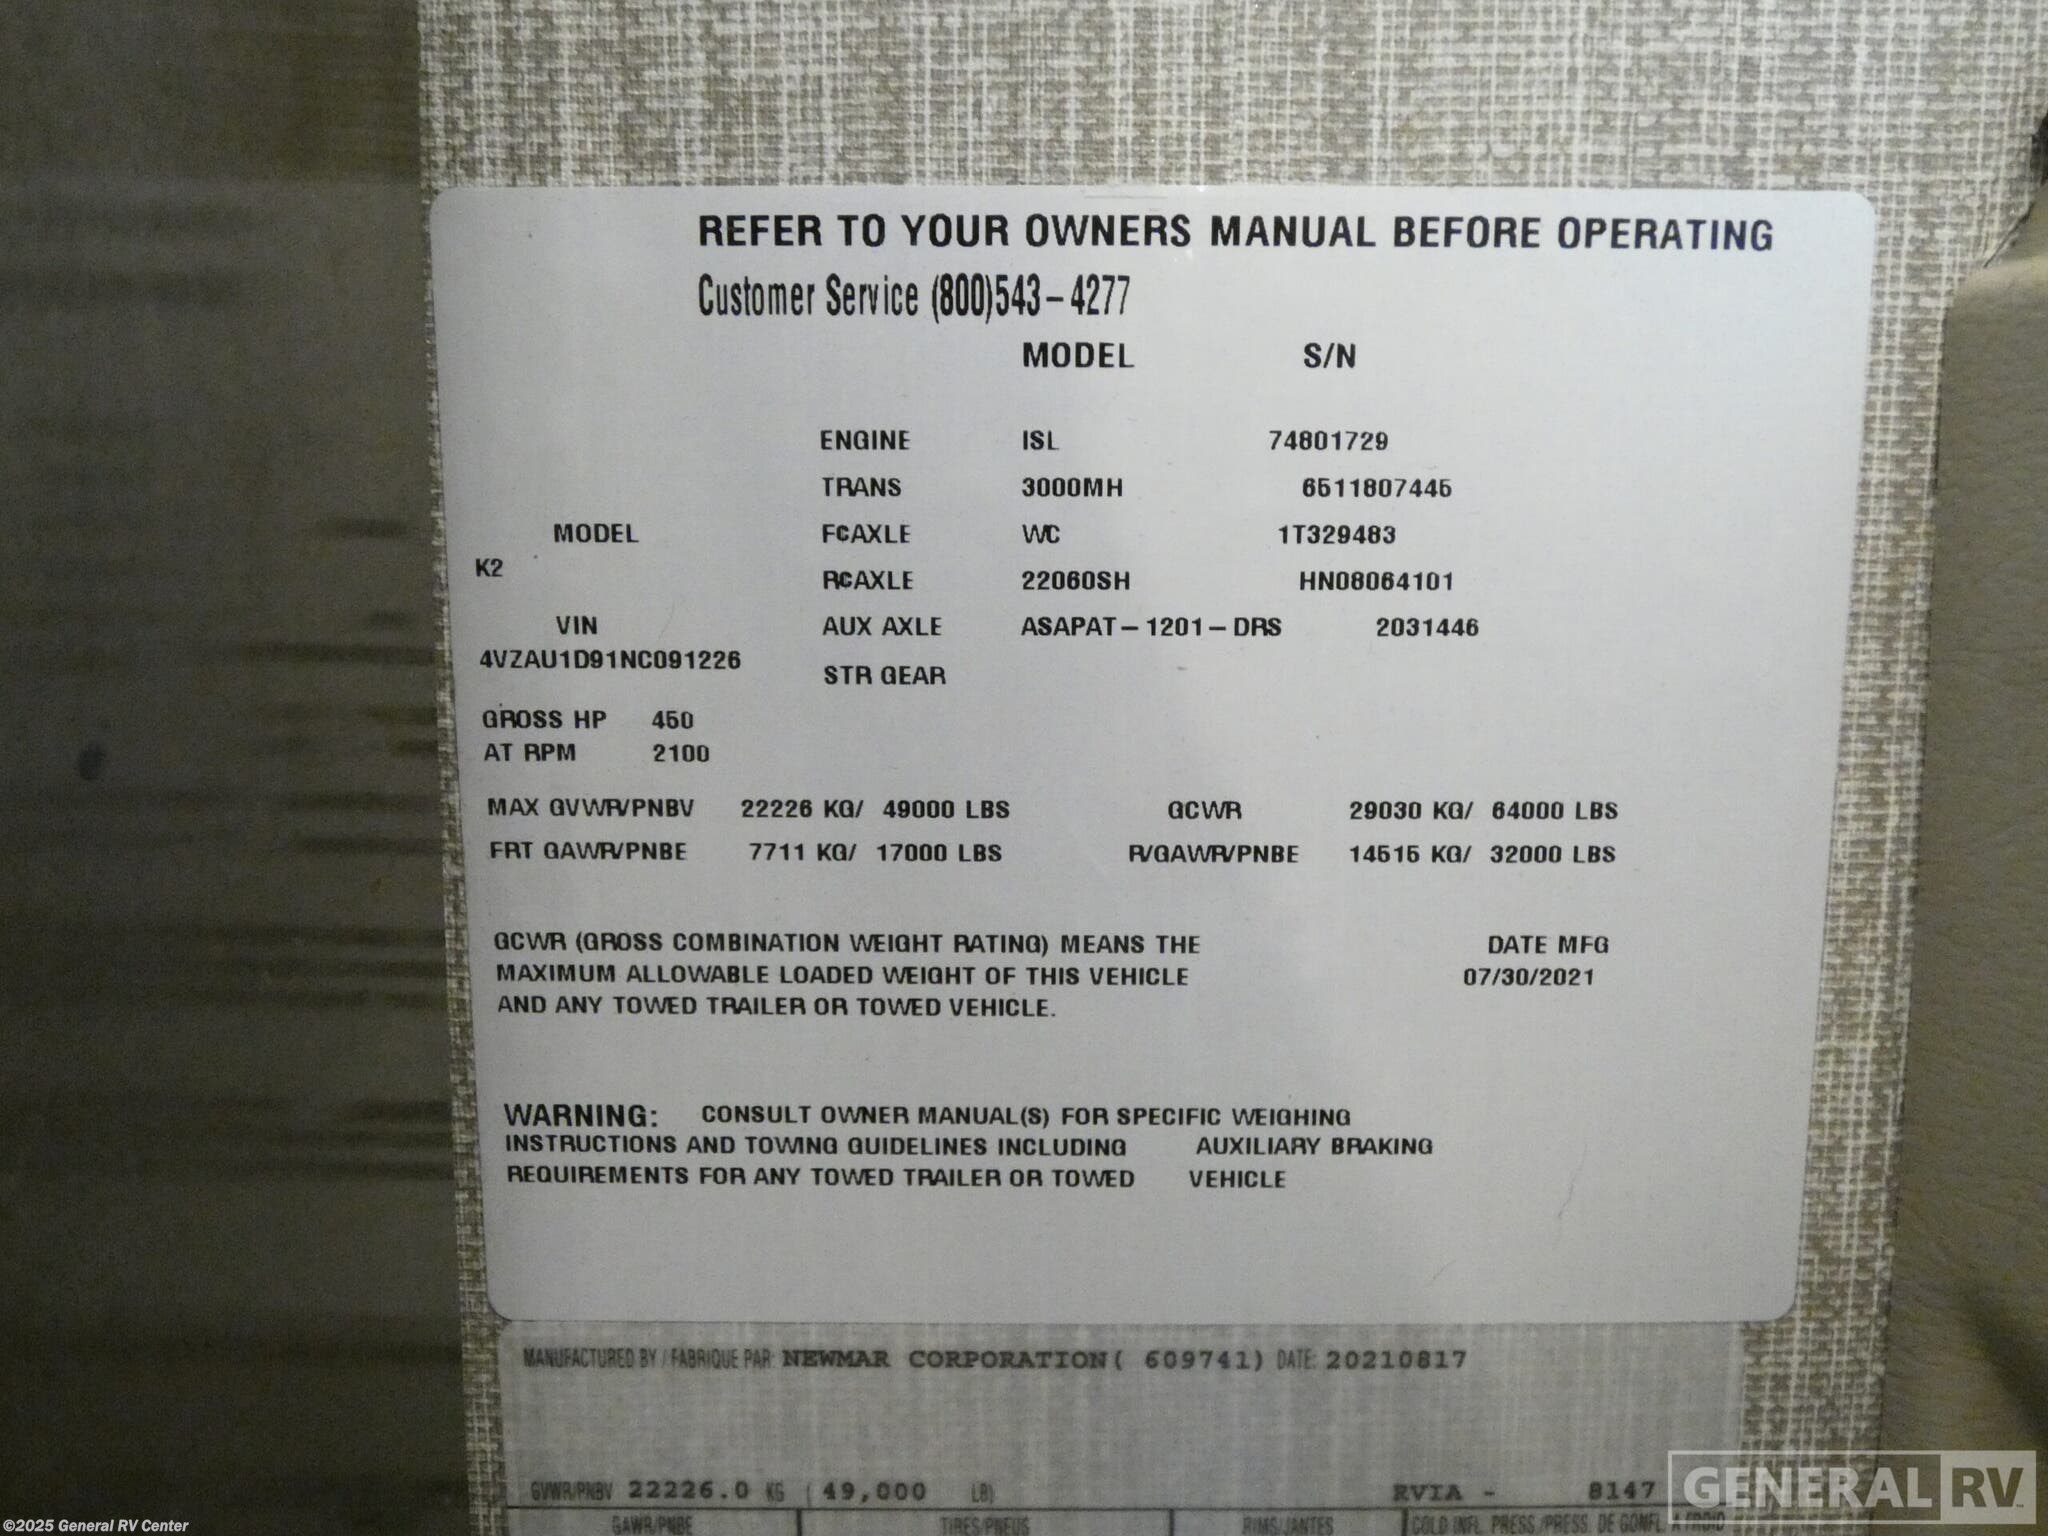 REFER TO YOUR OWNERS MANUAL BEFORE OPERATING
Customer Service (800)543-4277
MODEL S/N
ENGINE ISL 74801729
TRANS 3000MH 6511807445
MODEL FCAXLE WC 1T329483
K2
RCAXLE 22060SH HN08064101
VIN AUX AXLE ASAPAT-1201-DRS 2031446
4VZAU1D91NC091226
STR GEAR
GROSS HP 450
AT RPM 2100
MAX GVWR/PNBV 22226 KG/ 49000 LBS GCWR 29030 KG/ 64000 LBS
FRT GAWR/PNBE 7711 KG/ 17000 LBS R/GAWR/PNBE 14515 KG/ 32000 LBS
GCWR (GROSS COMBINATION WEIGHT RATING) MEANS THE DATE MFG
MAXIMUM ALLOWABLE LOADED WEIGHT OF THIS VEHICLE 07/30/2021
AND ANY TOWED TRAILER OR TOWED VEHICLE.
WARNING: CONSULT OWNER MANUAL(S) FOR SPECIFIC WEIGHING
INSTRUCTIONS AND TOWING GUIDELINES INCLUDING AUXILIARY BRAKING
REQUIREMENTS FOR ANY TOWED TRAILER OR TOWED VEHICLE
MANUFACTURED BY / FABRIQUE PAR: NEWMAR CORPORATION( 609741) DATE: 20210817
GVWR/PNBV 22226.0 KG ( 49,000 LB) RVIA - 8147
GAWR/PNBE TIRES/PNEUS RIMS/JANTES COLD INFL. PRESS./PRESS. DE GONFL. A FROID
GENERAL RV
©2025 General RV Center